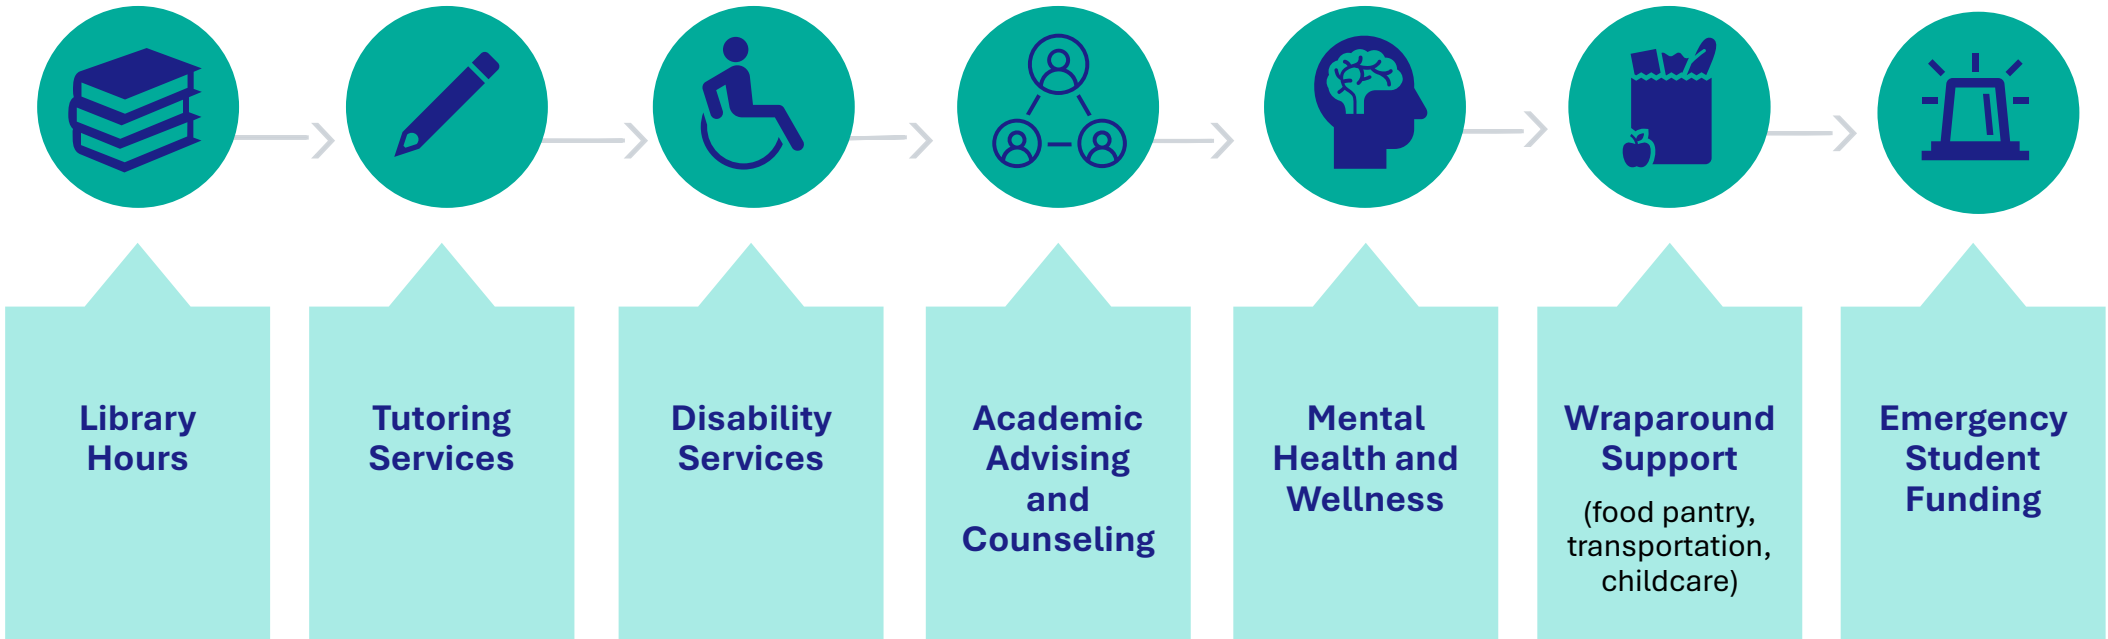 Library
Hours
Tutoring
Services
Disability
Services
Academic
Advising
and
Counseling
Mental
Health and
Wellness
Wraparound
Support
(food pantry,
transportation,
childcare)
Emergency
Student
Funding